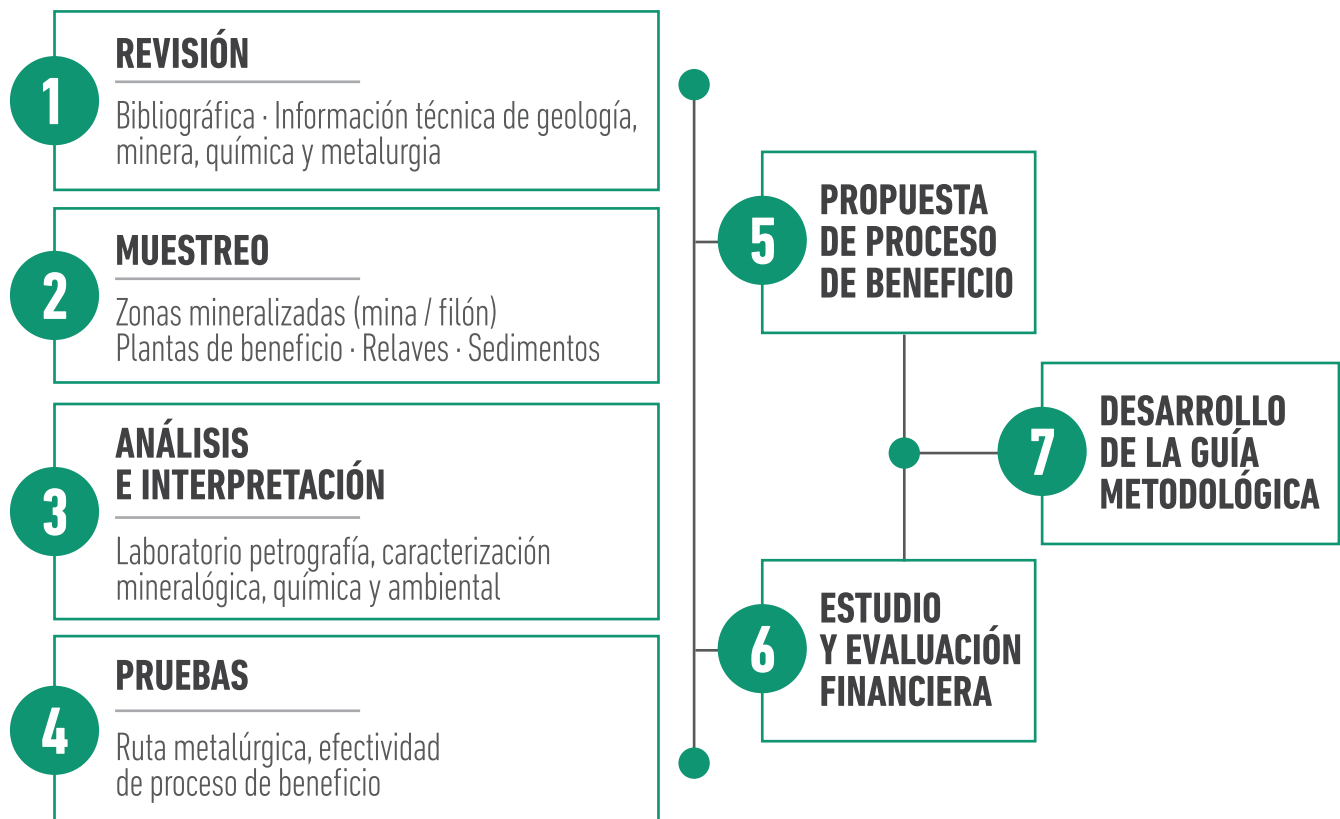 1
REVISIÓN
Bibliográfica · Información técnica de geología,
minera, química y metalurgia
2
MUESTREO
Zonas mineralizadas (mina / filón)
Plantas de beneficio · Relaves · Sedimentos
3
ANÁLISIS
E INTERPRETACIÓN
Laboratorio petrografía, caracterización
mineralógica, química y ambiental
4
PRUEBAS
Ruta metalúrgica, efectividad
de proceso de beneficio
5
PROPUESTA
DE PROCESO
DE BENEFICIO
6
ESTUDIO
Y EVALUACIÓN
FINANCIERA
7
DESARROLLO
DE LA GUÍA
METODOLÓGICA